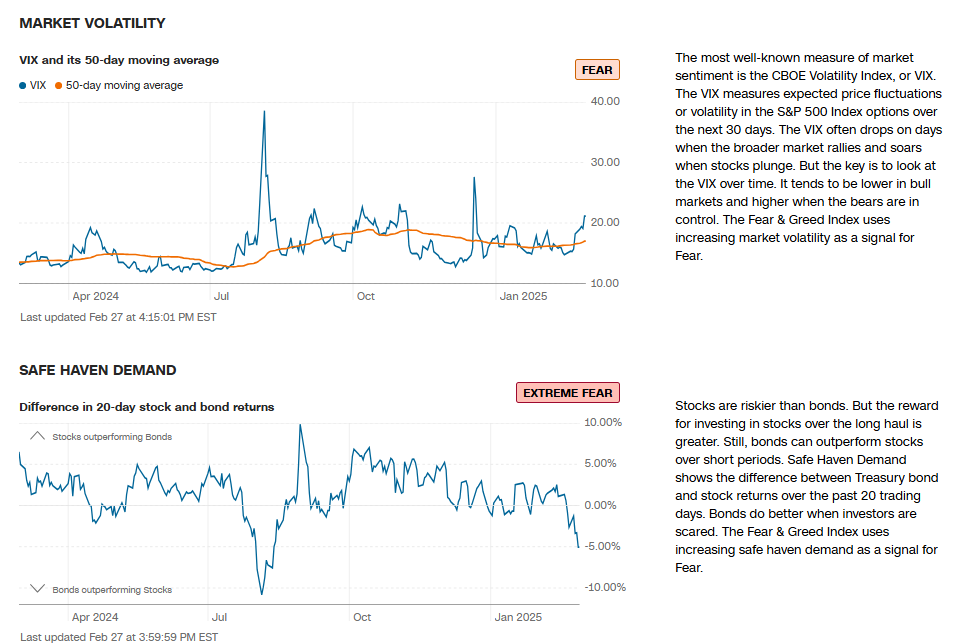 MARKET VOLATILITY
VIX and its 50-day moving average
FEAR
VIX
50-day moving average
40.00
30.00
20.00
10.00
Apr 2024
Jul
Oct
Jan 2025
Last updated Feb 27 at 4:15:01 PM EST
The most well-known measure of market
sentiment is the CBOE Volatility Index, or VIX.
The VIX measures expected price fluctuations
or volatility in the S&P 500 Index options over
the next 30 days. The VIX often drops on days
when the broader market rallies and soars
when stocks plunge. But the key is to look at
the VIX over time. It tends to be lower in bull
markets and higher when the bears are in
control. The Fear & Greed Index uses
increasing market volatility as a signal for
Fear.
SAFE HAVEN DEMAND
EXTREME FEAR
Difference in 20-day stock and bond returns
Stocks outperforming Bonds
10.00%
5.00%
0.00%
-5.00%
-10.00%
Bonds outperforming Stocks
Apr 2024
Jul
Oct
Jan 2025
Last updated Feb 27 at 3:59:59 PM EST
Stocks are riskier than bonds. But the reward
for investing in stocks over the long haul is
greater. Still, bonds can outperform stocks
over short periods. Safe Haven Demand
shows the difference between Treasury bond
and stock returns over the past 20 trading
days. Bonds do better when investors are
scared. The Fear & Greed Index uses
increasing safe haven demand as a signal for
Fear.